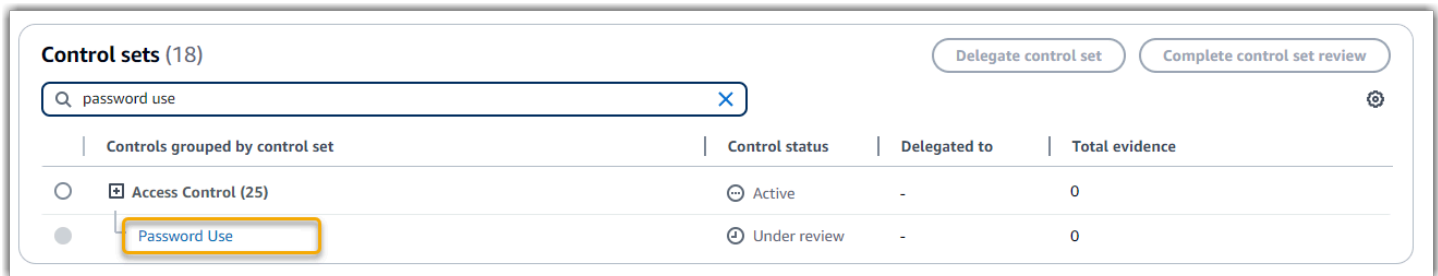 Control sets (18) Delegate control set Complete control set review
password use
Controls grouped by control set Control status Delegated to Total evidence
Access Control (25) Active - 0
Password Use Under review - 0